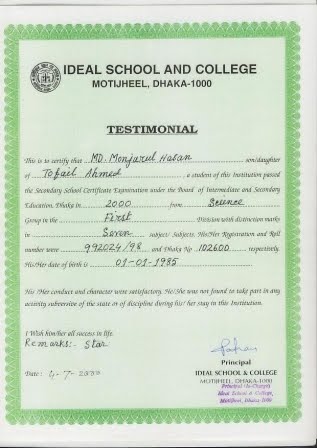 IDEAL SCHOOL AND COLLEGE
MOTIJHEEL, DHAKA-1000
TESTIMONIAL
This is to certify that MD. Monjarul Hasan son/daughter
of Tofail Ahmed, a student of this Institution passed
the Secondary School Certificate Examination under the Board of Intermediate and Secondary
Education, Dhaka in 2000 from Science
Group in the First Division with distinction marks
in Seven subject/ Subjects. His/Her Registration and Roll
number were 992024/98 and Dhaka No 102600 respectively.
His/Her date of birth is 01-01-1985
His /Her conduct and character were satisfactory. He/She was not found to take part in any
activity subversive of the state or of discipline during his/ her stay in this Institution.
I Wish him/her all success in life.
Remarks:- Star
Principal
IDEAL SCHOOL & COLLEGE
Date : 4-7-2000 MOTIJHEEL, DHAKA-1000
Principal (In-Charge)
Ideal School & College,
Motijheel, Dhaka-1000